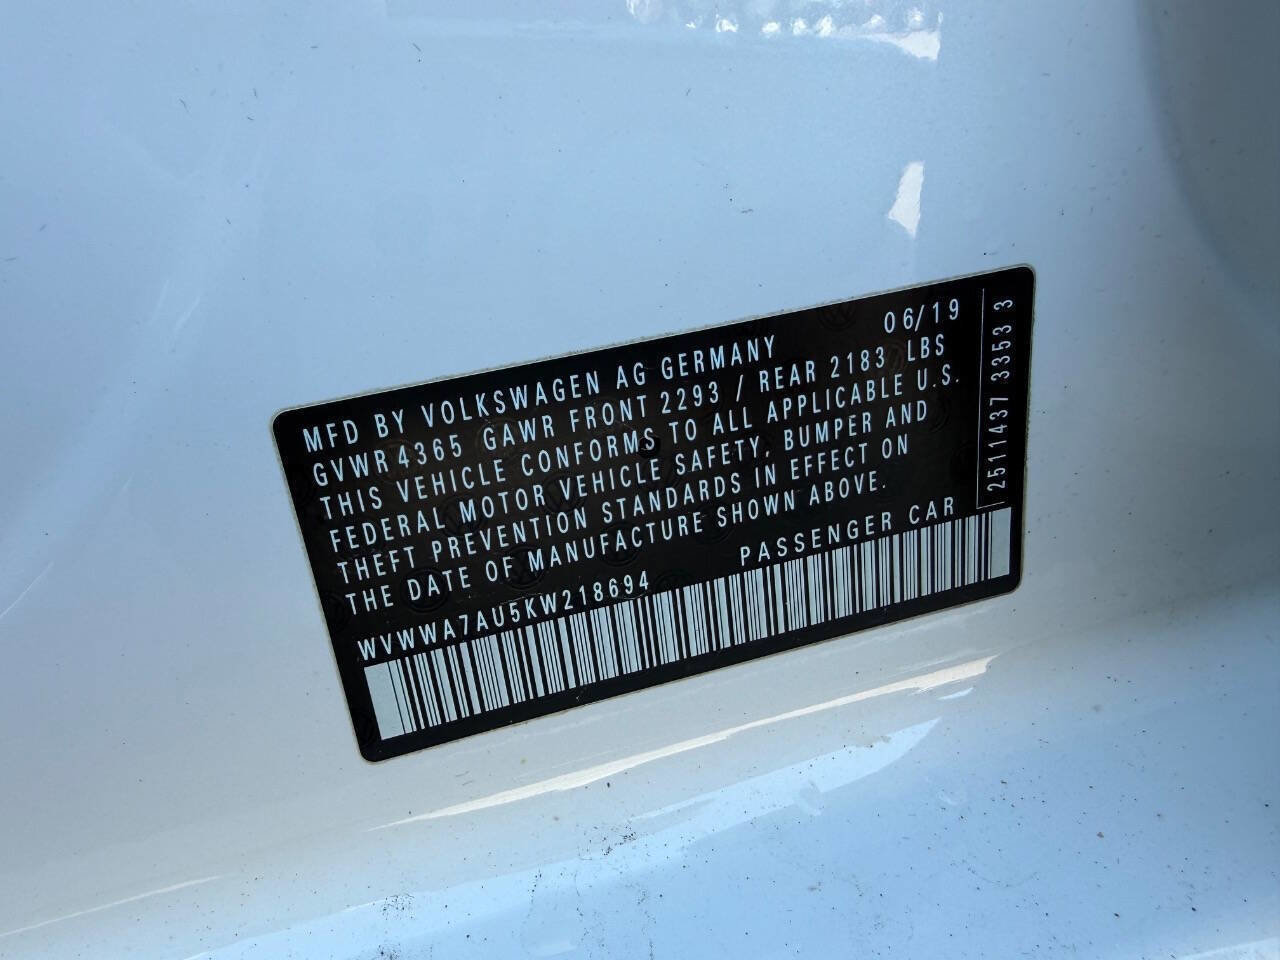 MFD BY VOLKSWAGEN AG GERMANY 06/19
GVWR 4365 GAWR FRONT 2293 / REAR 2183 LBS
THIS VEHICLE CONFORMS TO ALL APPLICABLE U.S.
FEDERAL MOTOR VEHICLE SAFETY, BUMPER AND
THEFT PREVENTION STANDARDS IN EFFECT ON
THE DATE OF MANUFACTURE SHOWN ABOVE.
WVWWA7AU5KW218694 PASSENGER CAR
2511437 3353 3